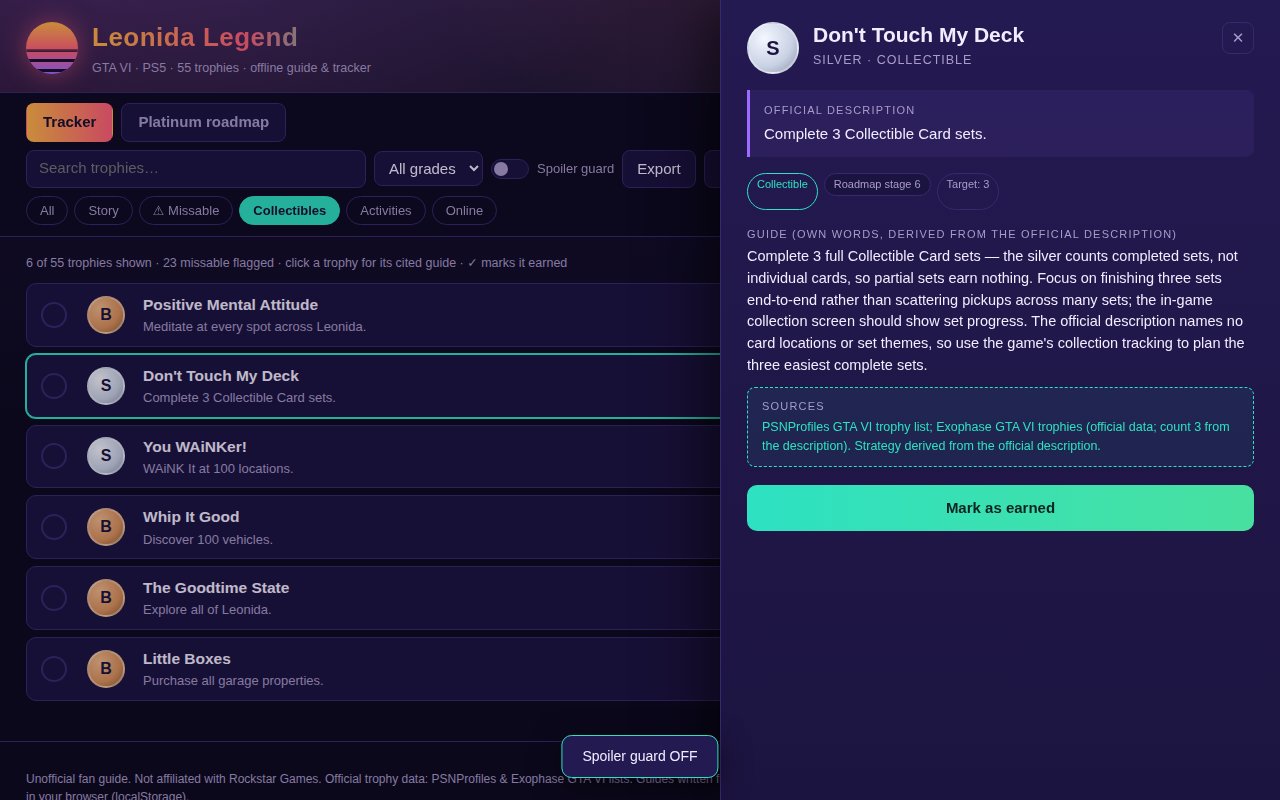 Leonida Legend
GTA VI · PS5 · 55 trophies · offline guide & tracker
Tracker
Platinum roadmap
Search trophies…
All grades
Spoiler guard
Export
All
Story
⚠ Missable
Collectibles
Activities
Online
6 of 55 trophies shown · 23 missable flagged · click a trophy for its cited guide · ✓ marks it earned
B
Positive Mental Attitude
Meditate at every spot across Leonida.
S
Don't Touch My Deck
Complete 3 Collectible Card sets.
S
You WAiNKer!
WAiNK It at 100 locations.
B
Whip It Good
Discover 100 vehicles.
B
The Goodtime State
Explore all of Leonida.
B
Little Boxes
Purchase all garage properties.
Unofficial fan guide. Not affiliated with Rockstar Games. Official trophy data: PSNProfiles & Exophase GTA VI lists. Guides written
in your browser (localStorage).
Spoiler guard OFF
S
Don't Touch My Deck
SILVER · COLLECTIBLE
✕
OFFICIAL DESCRIPTION
Complete 3 Collectible Card sets.
Collectible
Roadmap stage 6
Target: 3
GUIDE (OWN WORDS, DERIVED FROM THE OFFICIAL DESCRIPTION)
Complete 3 full Collectible Card sets — the silver counts completed sets, not
individual cards, so partial sets earn nothing. Focus on finishing three sets
end-to-end rather than scattering pickups across many sets; the in-game
collection screen should show set progress. The official description names no
card locations or set themes, so use the game's collection tracking to plan the
three easiest complete sets.
SOURCES
PSNProfiles GTA VI trophy list; Exophase GTA VI trophies (official data; count 3 from
the description). Strategy derived from the official description.
Mark as earned